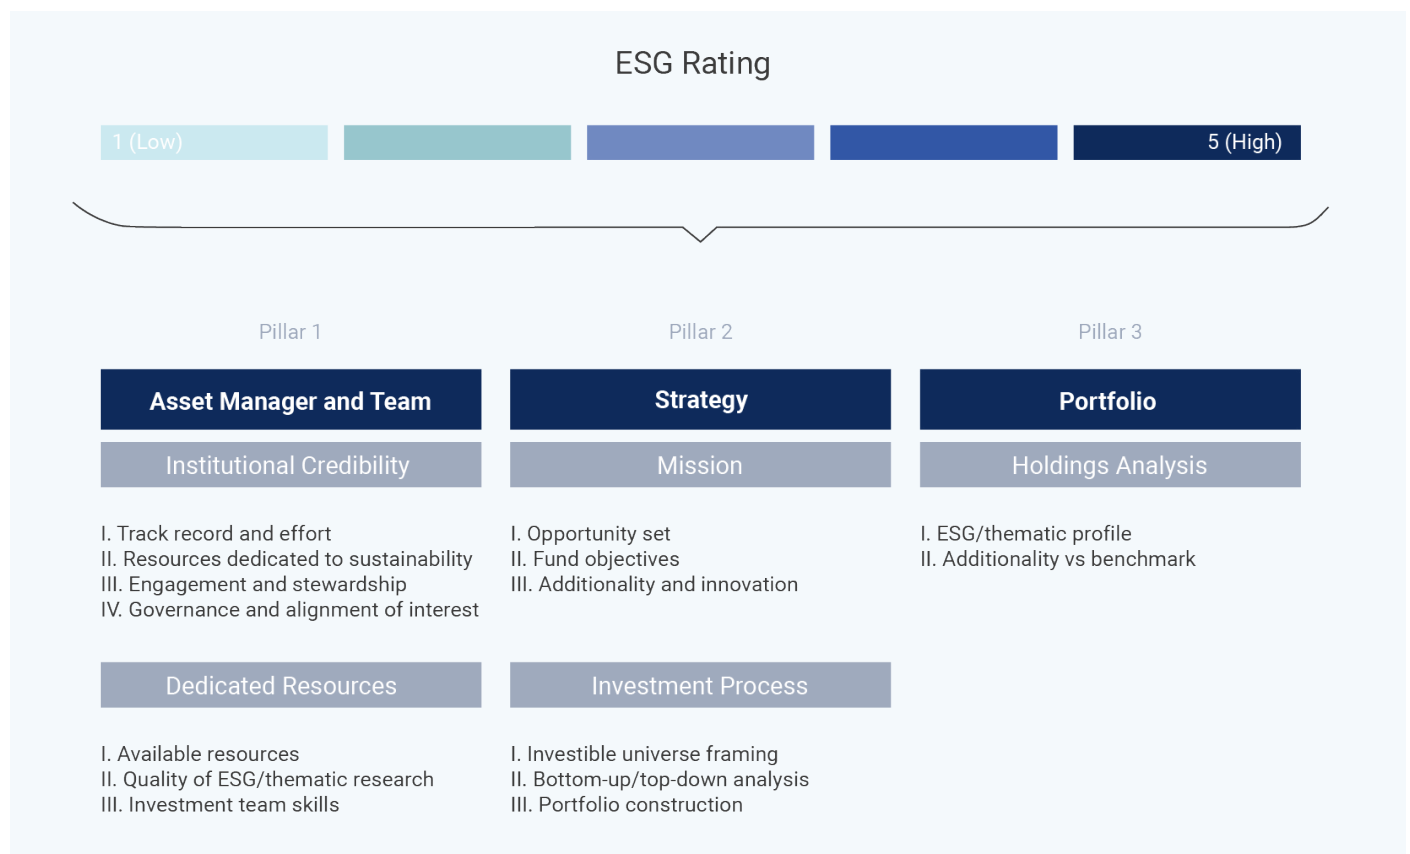 ESG Rating
1 (Low)
5 (High)
Pillar 1
Pillar 2
Pillar 3
Asset Manager and Team
Strategy
Portfolio
Institutional Credibility
Mission
Holdings Analysis
I. Track record and effort
II. Resources dedicated to sustainability
III. Engagement and stewardship
IV. Governance and alignment of interest
I. Opportunity set
II. Fund objectives
III. Additionality and innovation
I. ESG/thematic profile
II. Additionality vs benchmark
Dedicated Resources
Investment Process
I. Available resources
II. Quality of ESG/thematic research
III. Investment team skills
I. Investible universe framing
II. Bottom-up/top-down analysis
III. Portfolio construction